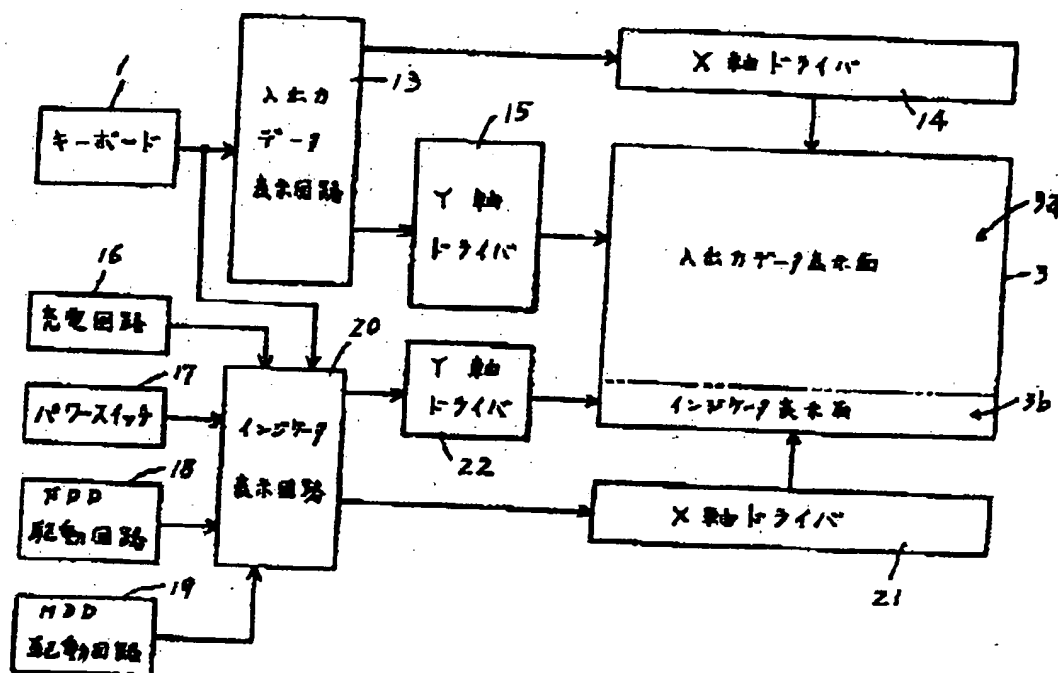 1
キーボード
入出力
データ
表示回路
13
X 軸ドライバ
14
15
Y 軸
ドライバ
入出力データ表示面
3a
3
16
充電回路
17
パワースイッチ
18
駆動回路
19
HDD
駆動回路
20
インジケータ
表示回路
Y 軸
ドライバ
22
インジケータ表示面
3b
X 軸ドライバ
21